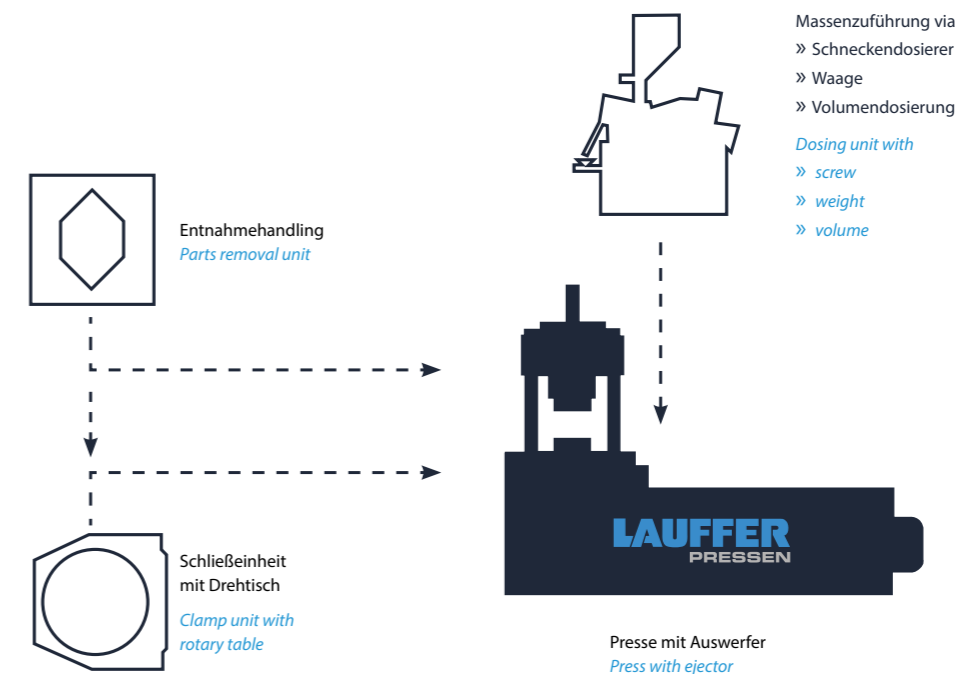 Massenzuführung via
» Schneckendosierer
» Waage
» Volumendosierung
Dosing unit with
» screw
» weight
» volume
Entnahmehandling
Parts removal unit
LAUFFER
PRESSEN
Schließeinheit
mit Drehtisch
Clamp unit with
rotary table
Presse mit Auswerfer
Press with ejector